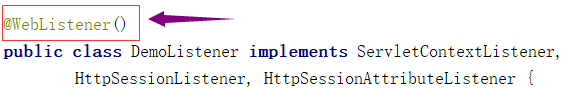 @WebListener()
public class DemoListener implements ServletContextListener,
HttpSessionListener, HttpSessionAttributeListener {